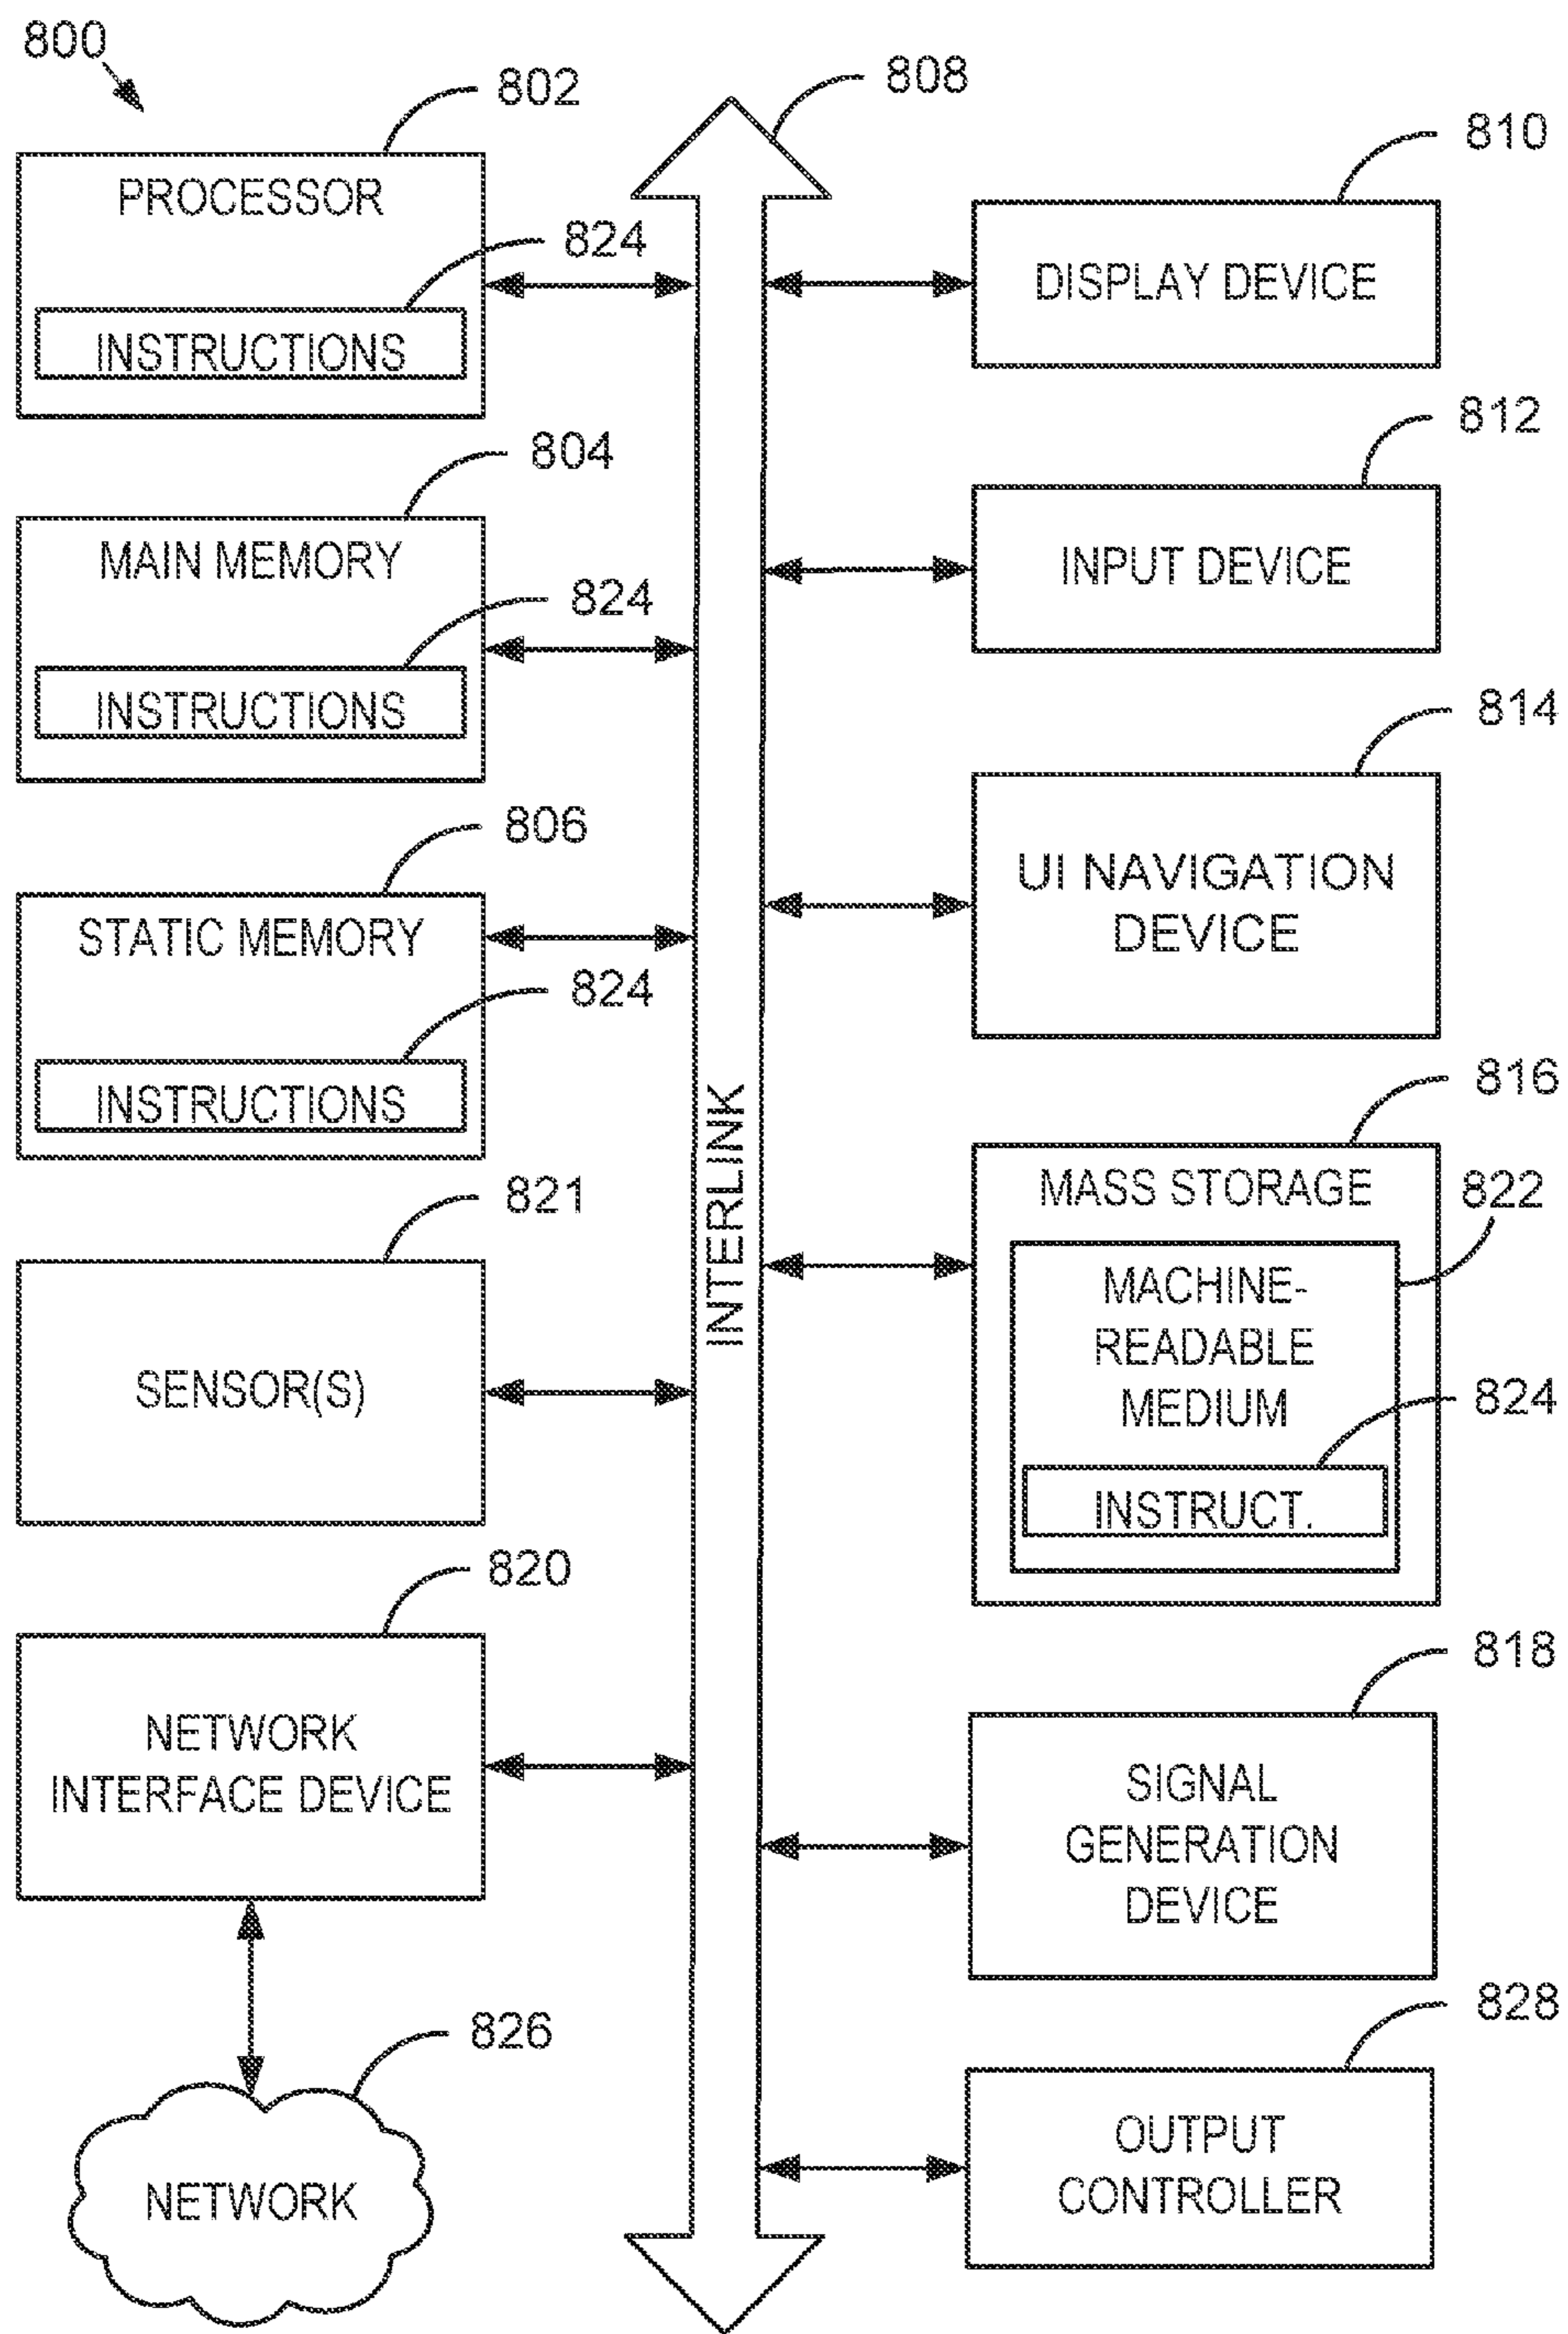 800
802
PROCESSOR
824
INSTRUCTIONS
804
MAIN MEMORY
824
INSTRUCTIONS
806
STATIC MEMORY
824
INSTRUCTIONS
821
SENSOR(S)
820
NETWORK
INTERFACE DEVICE
826
NETWORK
808
INTERLINK
810
DISPLAY DEVICE
812
INPUT DEVICE
814
UI NAVIGATION
DEVICE
816
MASS STORAGE
822
MACHINE-
READABLE
MEDIUM
824
INSTRUCT.
818
SIGNAL
GENERATION
DEVICE
828
OUTPUT
CONTROLLER